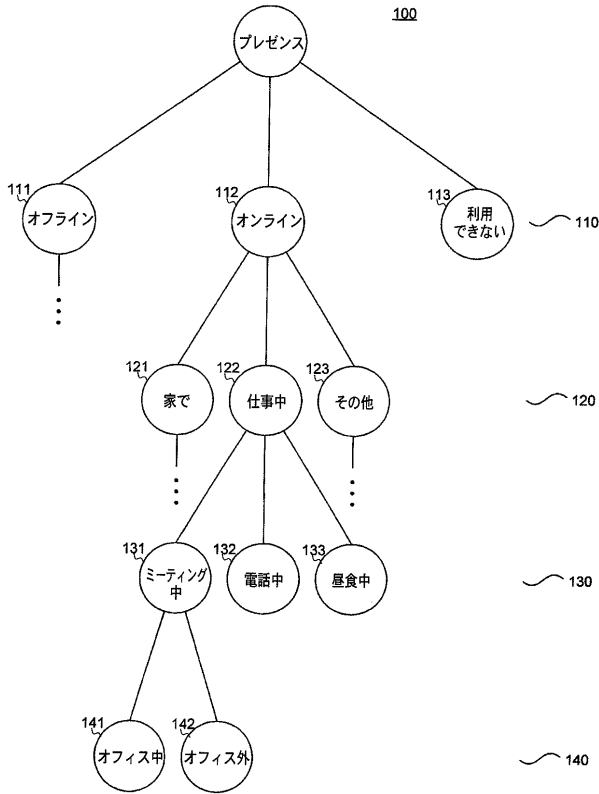 100
プレゼンス
111
オフライン
112
オンライン
113
利用
できない
110
121
家で
122
仕事中
123
その他
120
131
ミーティング
中
132
電話中
133
昼食中
130
141
オフィス中
142
オフィス外
140